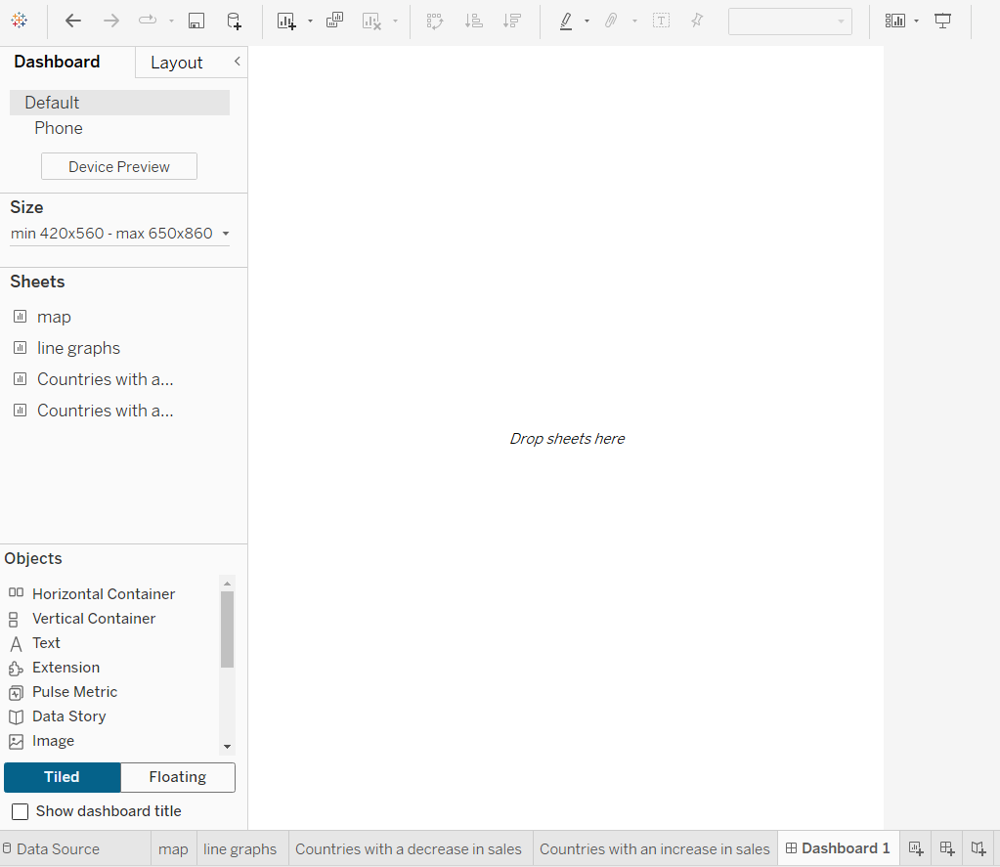 Dashboard
Layout
Default
Phone
Device Preview
Size
min 420x560 - max 650x860
Sheets
map
line graphs
Countries with a...
Countries with a...
Drop sheets here
Objects
Horizontal Container
Vertical Container
Text
Extension
Pulse Metric
Data Story
Image
Tiled
Floating
Show dashboard title
Data Source
map
line graphs
Countries with a decrease in sales
Countries with an increase in sales
Dashboard 1